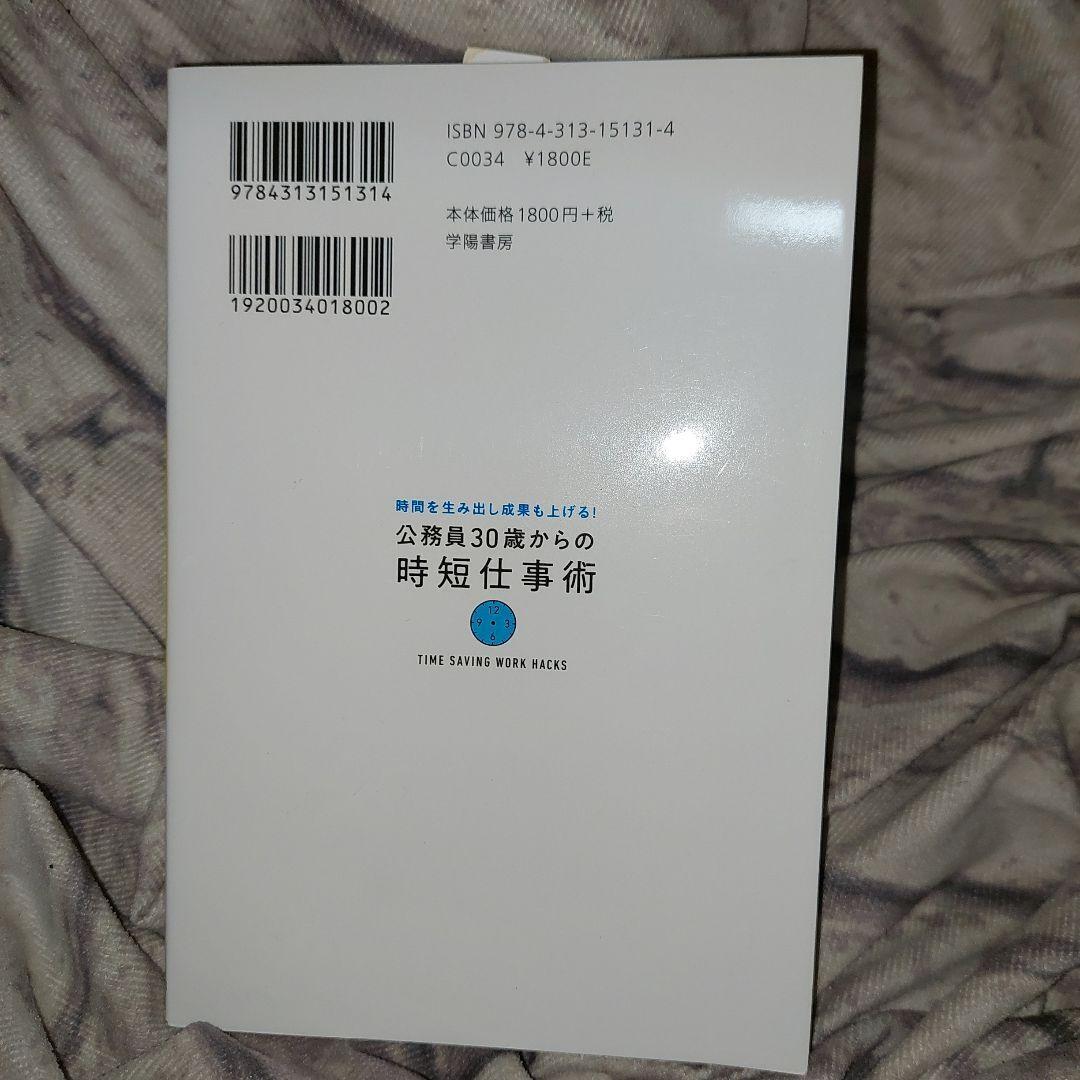 9784313151314
1920034018002
ISBN 978-4-313-15131-4
C0034 ¥1800E
本体価格1800円+税
学陽書房
時間を生み出し成果も上げる!
公務員30歳からの
時短仕事術
12
9 3
6
TIME SAVING WORK HACKS